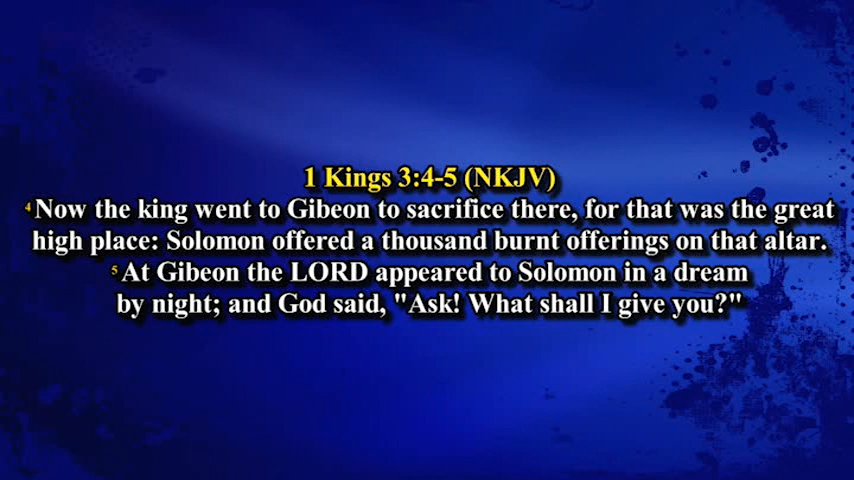 1 Kings 3:4-5 (NKJV)
4 Now the king went to Gibeon to sacrifice there, for that was the great
high place: Solomon offered a thousand burnt offerings on that altar.
5 At Gibeon the LORD appeared to Solomon in a dream
by night; and God said, "Ask! What shall I give you?"